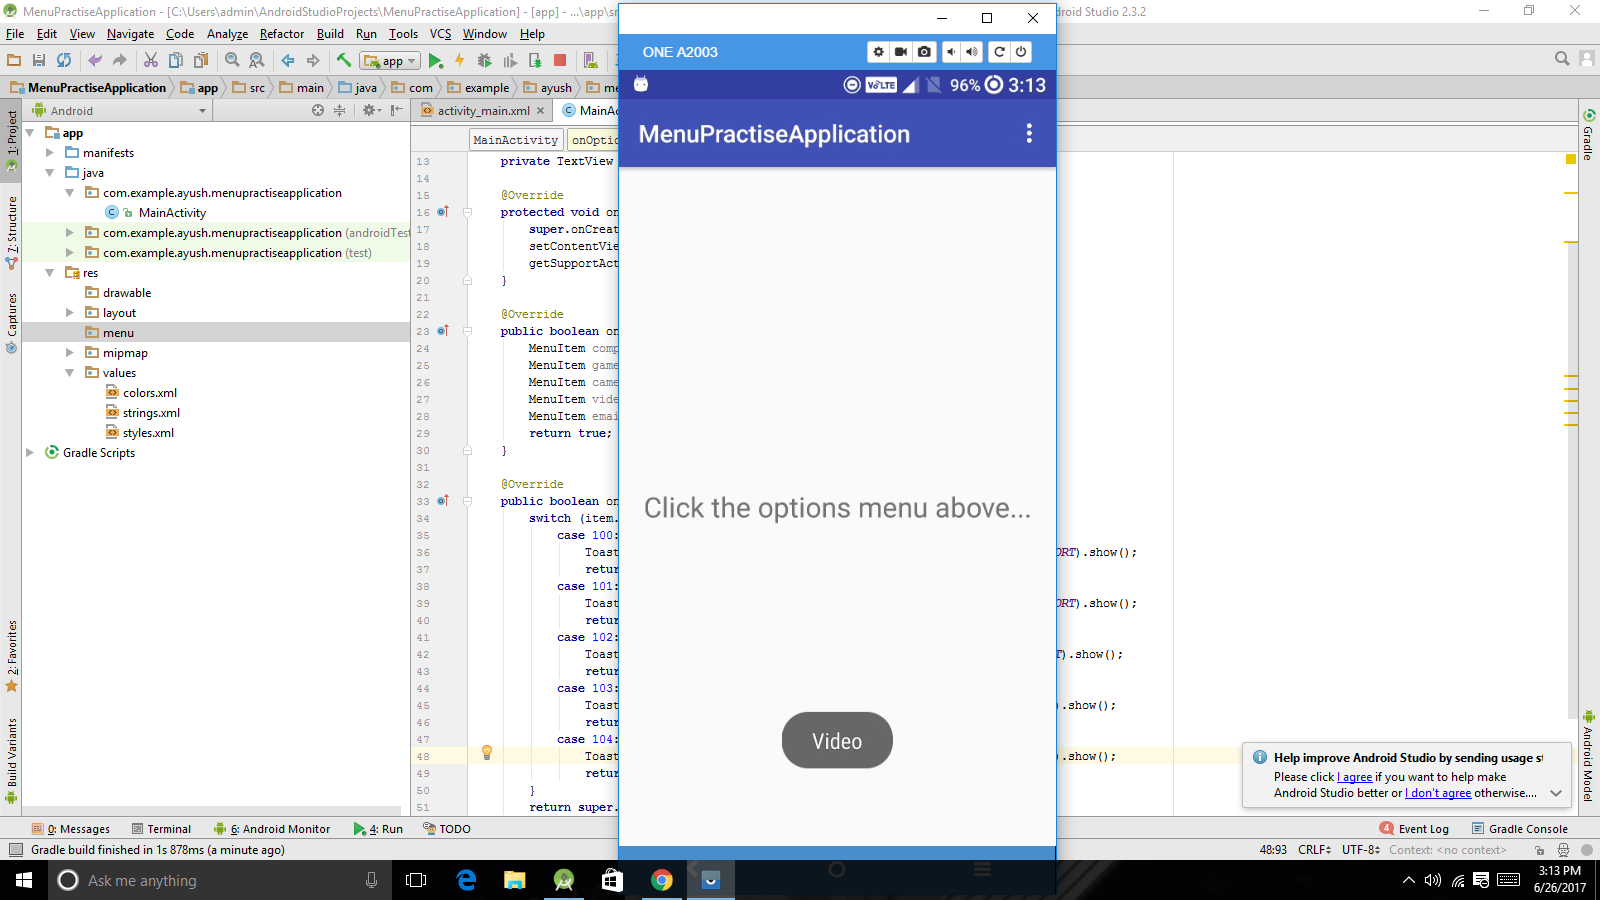 MenuPractiseApplication - [C:\Users\admin\AndroidStudioProjects\MenuPractiseApplication] - [app] - ...\app\sr
droid Studio 2.3.2
File Edit View Navigate Code Analyze Refactor Build Run Tools VCS Window Help
app
MenuPractiseApplication app src main java com example ayush me
Android
activity_main.xml
MainAc
MainActivity
onOptio
1: Project
7: Structure
Captures
2: Favorites
Build Variants
app
manifests
java
com.example.ayush.menupractiseapplication
MainActivity
com.example.ayush.menupractiseapplication (androidTest
com.example.ayush.menupractiseapplication (test)
res
drawable
layout
menu
mipmap
values
colors.xml
strings.xml
styles.xml
Gradle Scripts
13 private TextView
14
15 @Override
16 protected void on
17 super.onCreat
18 setContentVie
19 getSupportAct
20 }
21
22 @Override
23 public boolean on
24 MenuItem comp
25 MenuItem game
26 MenuItem came
27 MenuItem vide
28 MenuItem emai
29 return true;
30 }
31
32 @Override
33 public boolean on
34 switch (item.
35 case 100:
36 Toast ORT).show();
37 retur
38 case 101:
39 Toast ORT).show();
40 retur
41 case 102:
42 Toast T).show();
43 retur
44 case 103:
45 Toast ).show();
46 retur
47 case 104:
48 Toast ).show();
49 retur
50 }
51 return super.
ONE A2003
VoLTE 96% 3:13
MenuPractiseApplication
Click the options menu above...
Video
Gradle
Android Model
Help improve Android Studio by sending usage st
Please click I agree if you want to help make
Android Studio better or I don't agree otherwise....
0: Messages Terminal 6: Android Monitor 4: Run TODO
4 Event Log Gradle Console
Gradle build finished in 1s 878ms (a minute ago)
48:93 CRLF UTF-8 Context: <no context>
Ask me anything
3:13 PM
6/26/2017